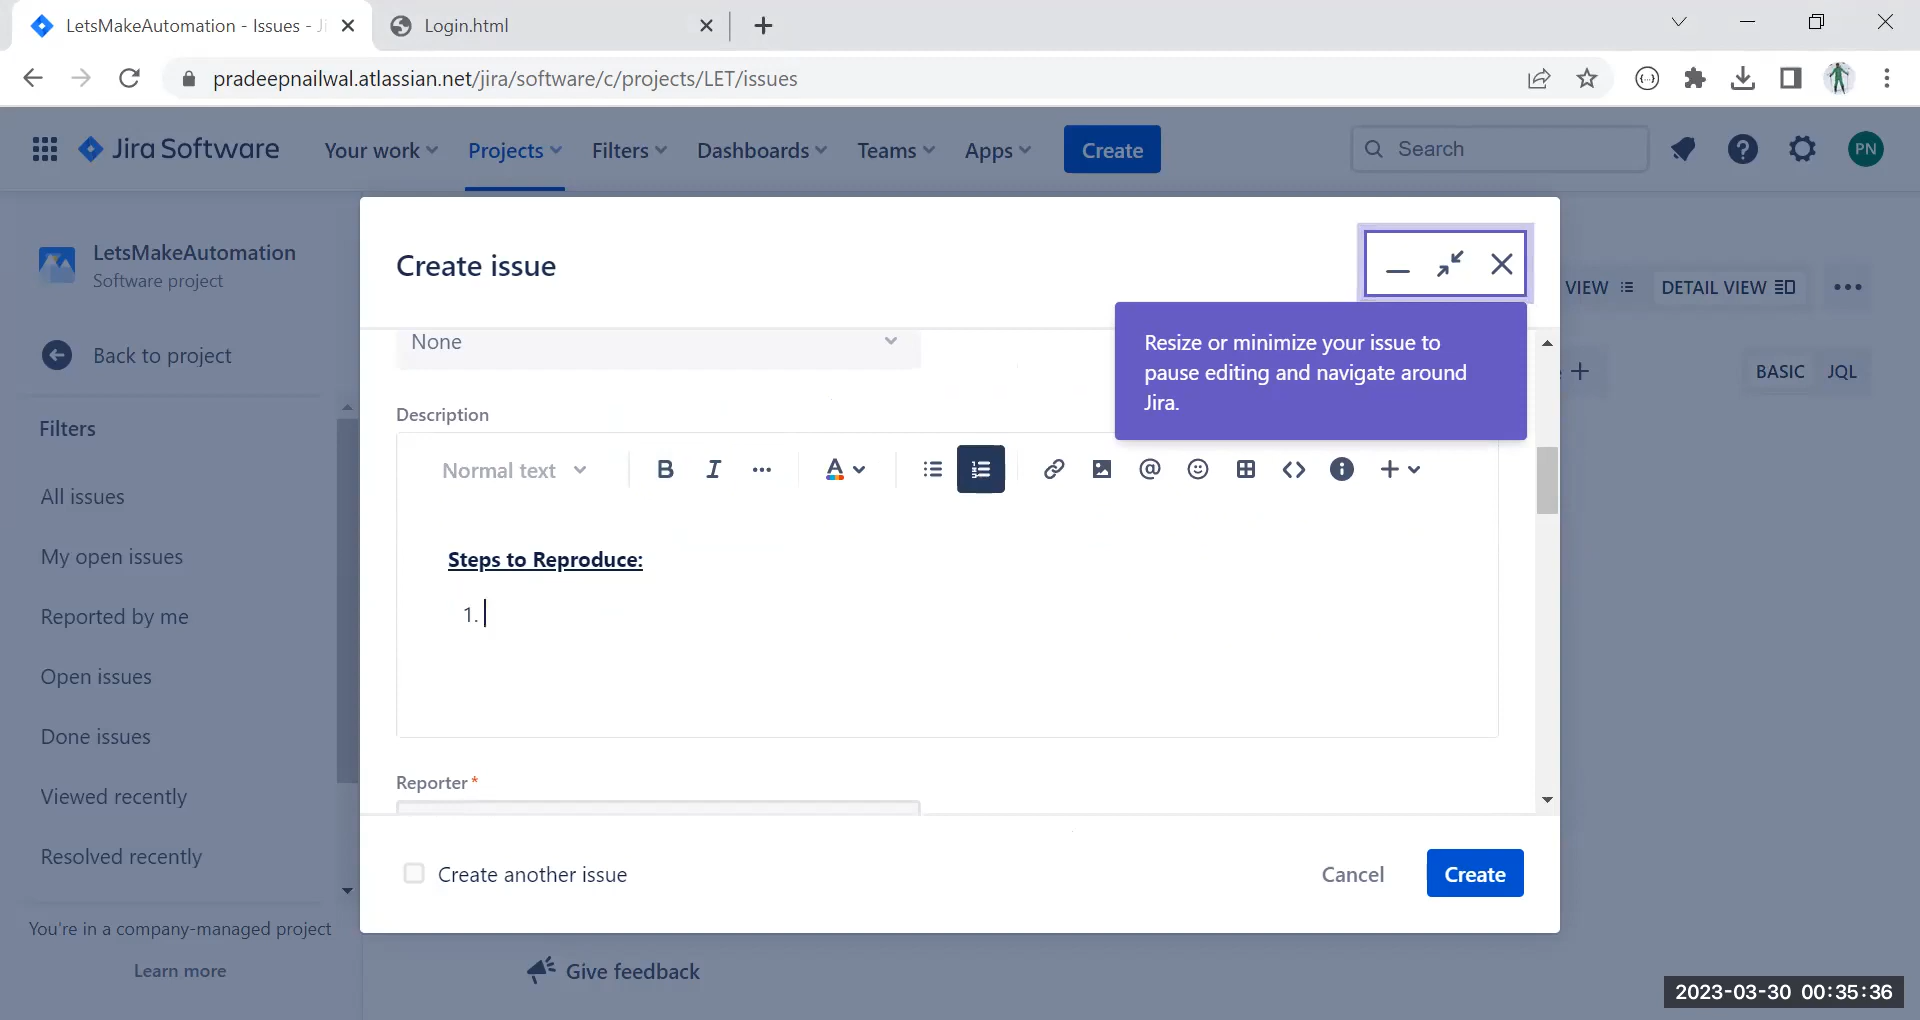 LetsMakeAutomation - Issues - Ji
Login.html
pradeepnailwal.atlassian.net/jira/software/c/projects/LET/issues
Jira Software
Your work
Projects
Filters
Dashboards
Teams
Apps
Create
Search
PN
LetsMakeAutomation
Software project
Back to project
Filters
All issues
My open issues
Reported by me
Open issues
Done issues
Viewed recently
Resolved recently
You're in a company-managed project
Learn more
Create issue
VIEW
DETAIL VIEW
BASIC
JQL
Resize or minimize your issue to
pause editing and navigate around
Jira.
None
Description
Normal text
B I
A
Steps to Reproduce:
1.
Reporter *
Create another issue
Cancel
Create
Give feedback
2023-03-30 00:35:36